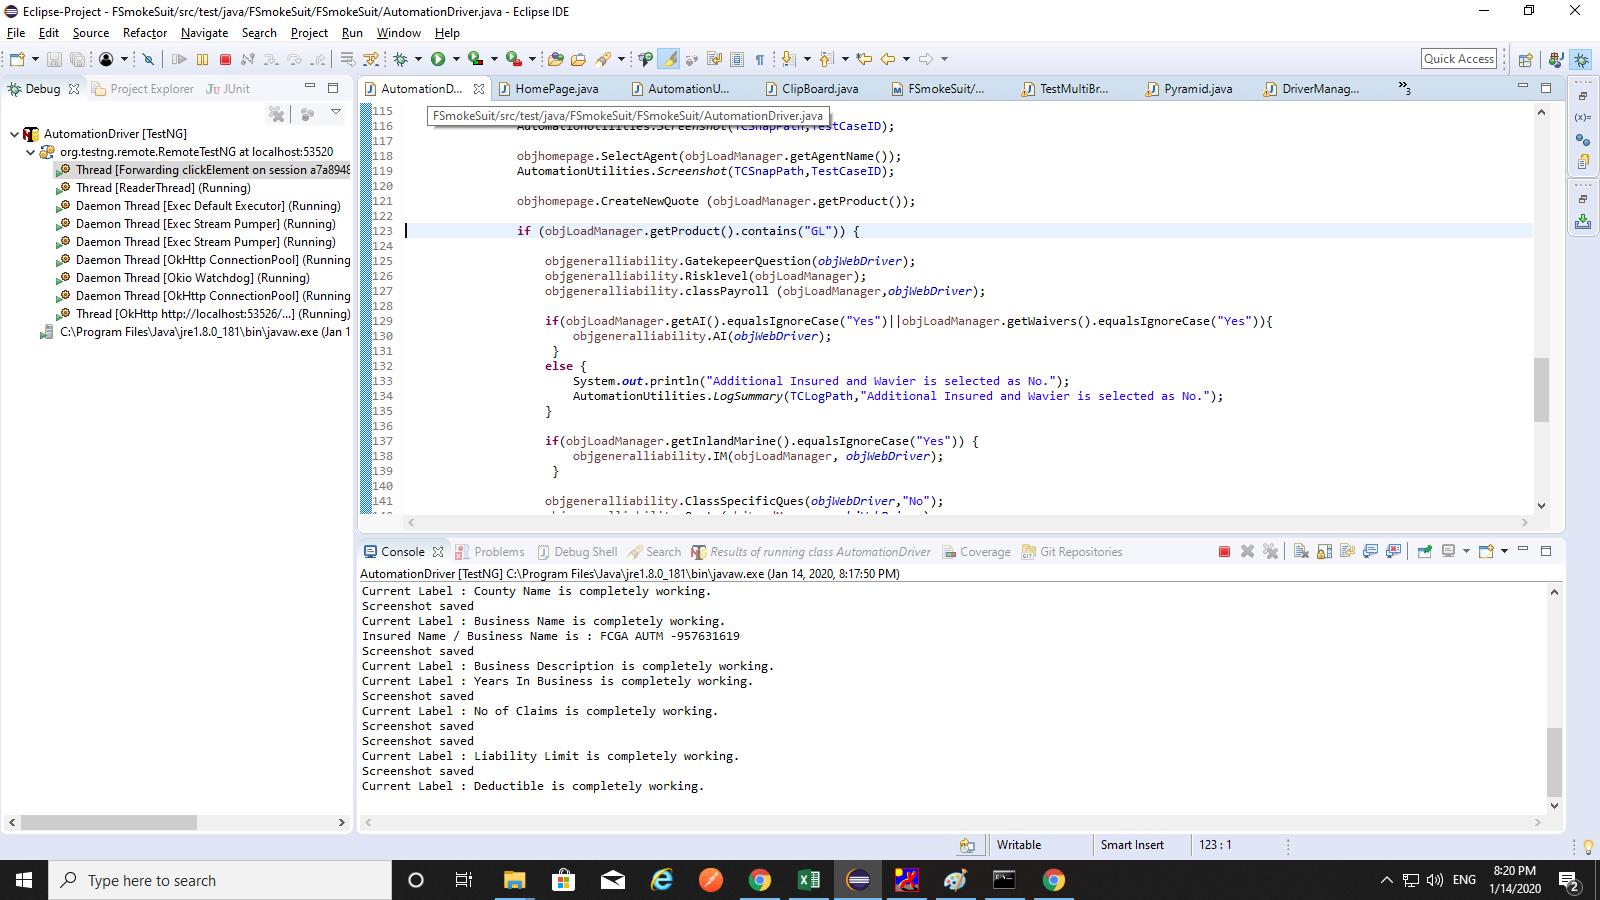 Eclipse-Project - FSmokeSuit/src/test/java/FSmokeSuit/FSmokeSuit/AutomationDriver.java - Eclipse IDE
File Edit Source Refactor Navigate Search Project Run Window Help
Quick Access
Debug Project Explorer JUnit
AutomationDriver [TestNG]
org.testng.remote.RemoteTestNG at localhost:53520
Thread [Forwarding clickElement on session a7a8948
Thread [ReaderThread] (Running)
Daemon Thread [Exec Default Executor] (Running)
Daemon Thread [Exec Stream Pumper] (Running)
Daemon Thread [Exec Stream Pumper] (Running)
Daemon Thread [OkHttp ConnectionPool] (Running
Daemon Thread [Okio Watchdog] (Running)
Daemon Thread [OkHttp ConnectionPool] (Running
Thread [OkHttp http://localhost:53526/...] (Running)
C:\Program Files\Java\jre1.8.0_181\bin\javaw.exe (Jan 1
AutomationD... HomePage.java AutomationU... ClipBoard.java FSmokeSuit/... TestMultiBr... Pyramid.java DriverManag... »3
FSmokeSuit/src/test/java/FSmokeSuit/FSmokeSuit/AutomationDriver.java
115
116 AutomationUtilities.Screenshot(TCSnapPath,TestCaseID);
117
118 objhomepage.SelectAgent(objLoadManager.getAgentName());
119 AutomationUtilities.Screenshot(TCSnapPath,TestCaseID);
120
121 objhomepage.CreateNewQuote (objLoadManager.getProduct());
122
123 if (objLoadManager.getProduct().contains("GL")) {
124
125 objgeneralliability.GatekepeerQuestion(objWebDriver);
126 objgeneralliability.Risklevel(objLoadManager);
127 objgeneralliability.classPayroll (objLoadManager,objWebDriver);
128
129 if(objLoadManager.getAI().equalsIgnoreCase("Yes")||objLoadManager.getWaivers().equalsIgnoreCase("Yes")){
130 objgeneralliability.AI(objWebDriver);
131 }
132 else {
133 System.out.println("Additional Insured and Wavier is selected as No.");
134 AutomationUtilities.LogSummary(TCLogPath,"Additional Insured and Wavier is selected as No.");
135 }
136
137 if(objLoadManager.getInlandMarine().equalsIgnoreCase("Yes")) {
138 objgeneralliability.IM(objLoadManager, objWebDriver);
139 }
140
141 objgeneralliability.ClassSpecificQues(objWebDriver,"No");
Console Problems Debug Shell Search Results of running class AutomationDriver Coverage Git Repositories
AutomationDriver [TestNG] C:\Program Files\Java\jre1.8.0_181\bin\javaw.exe (Jan 14, 2020, 8:17:50 PM)
Current Label : County Name is completely working.
Screenshot saved
Current Label : Business Name is completely working.
Insured Name / Business Name is : FCGA AUTM -957631619
Screenshot saved
Current Label : Business Description is completely working.
Current Label : Years In Business is completely working.
Screenshot saved
Current Label : No of Claims is completely working.
Screenshot saved
Screenshot saved
Current Label : Liability Limit is completely working.
Screenshot saved
Current Label : Deductible is completely working.
Writable Smart Insert 123 : 1
Type here to search
ENG
8:20 PM
1/14/2020
2